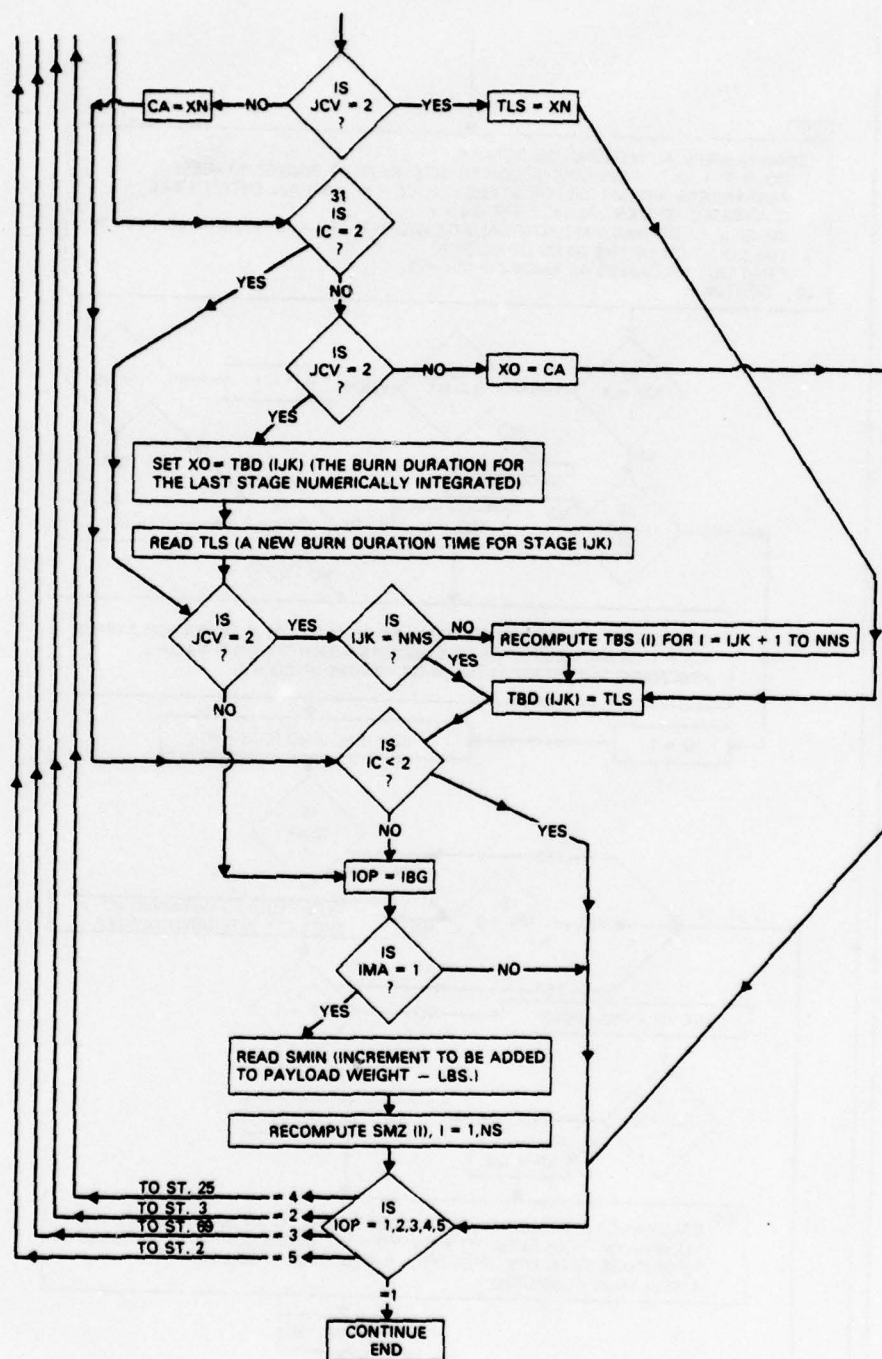 IS
JCV = 2
?
NO
CA = XN
YES
TLS = XN
31
IS
IC = 2
?
YES
NO
IS
JCV = 2
?
NO
XO = CA
YES
SET XO = TBD (IJK) (THE BURN DURATION FOR
THE LAST STAGE NUMERICALLY INTEGRATED)
READ TLS (A NEW BURN DURATION TIME FOR STAGE IJK)
IS
JCV = 2
?
YES
IS
IJK = NNS
?
NO
RECOMPUTE TBS (I) FOR I = IJK + 1 TO NNS
YES
TBD (IJK) = TLS
NO
IS
IC < 2
?
YES
NO
IOP = IBG
IS
IMA = 1
?
NO
YES
READ SMIN (INCREMENT TO BE ADDED
TO PAYLOAD WEIGHT – LBS.)
RECOMPUTE SMZ (I), I = 1,NS
IS
IOP = 1,2,3,4,5
?
TO ST. 25 = 4
TO ST. 3 = 2
TO ST. 69 = 3
TO ST. 2 = 5
=1
CONTINUE
END